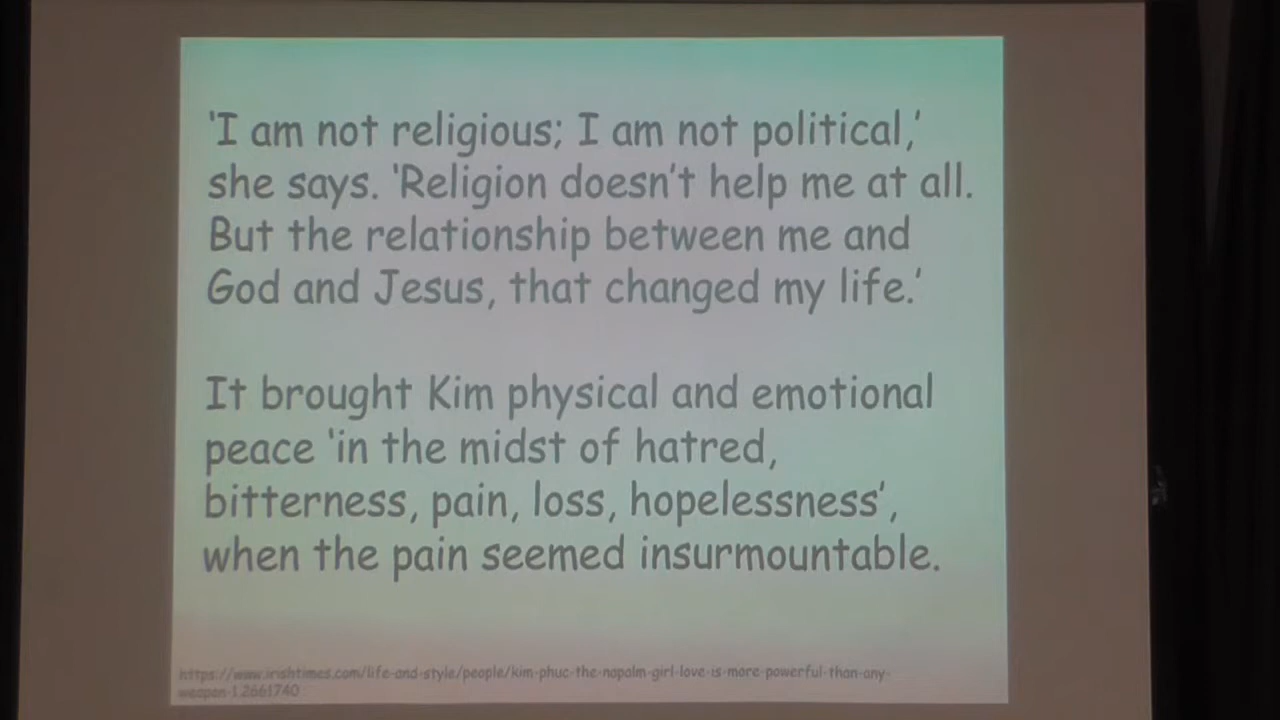 'I am not religious; I am not political,'
she says. 'Religion doesn't help me at all.
But the relationship between me and
God and Jesus, that changed my life.'
It brought Kim physical and emotional
peace 'in the midst of hatred,
bitterness, pain, loss, hopelessness',
when the pain seemed insurmountable.
https://www.irishtimes.com/life-and-style/people/kim-phuc-the-napalm-girl-love-is-more-powerful-than-any-
weapon-1.2661740